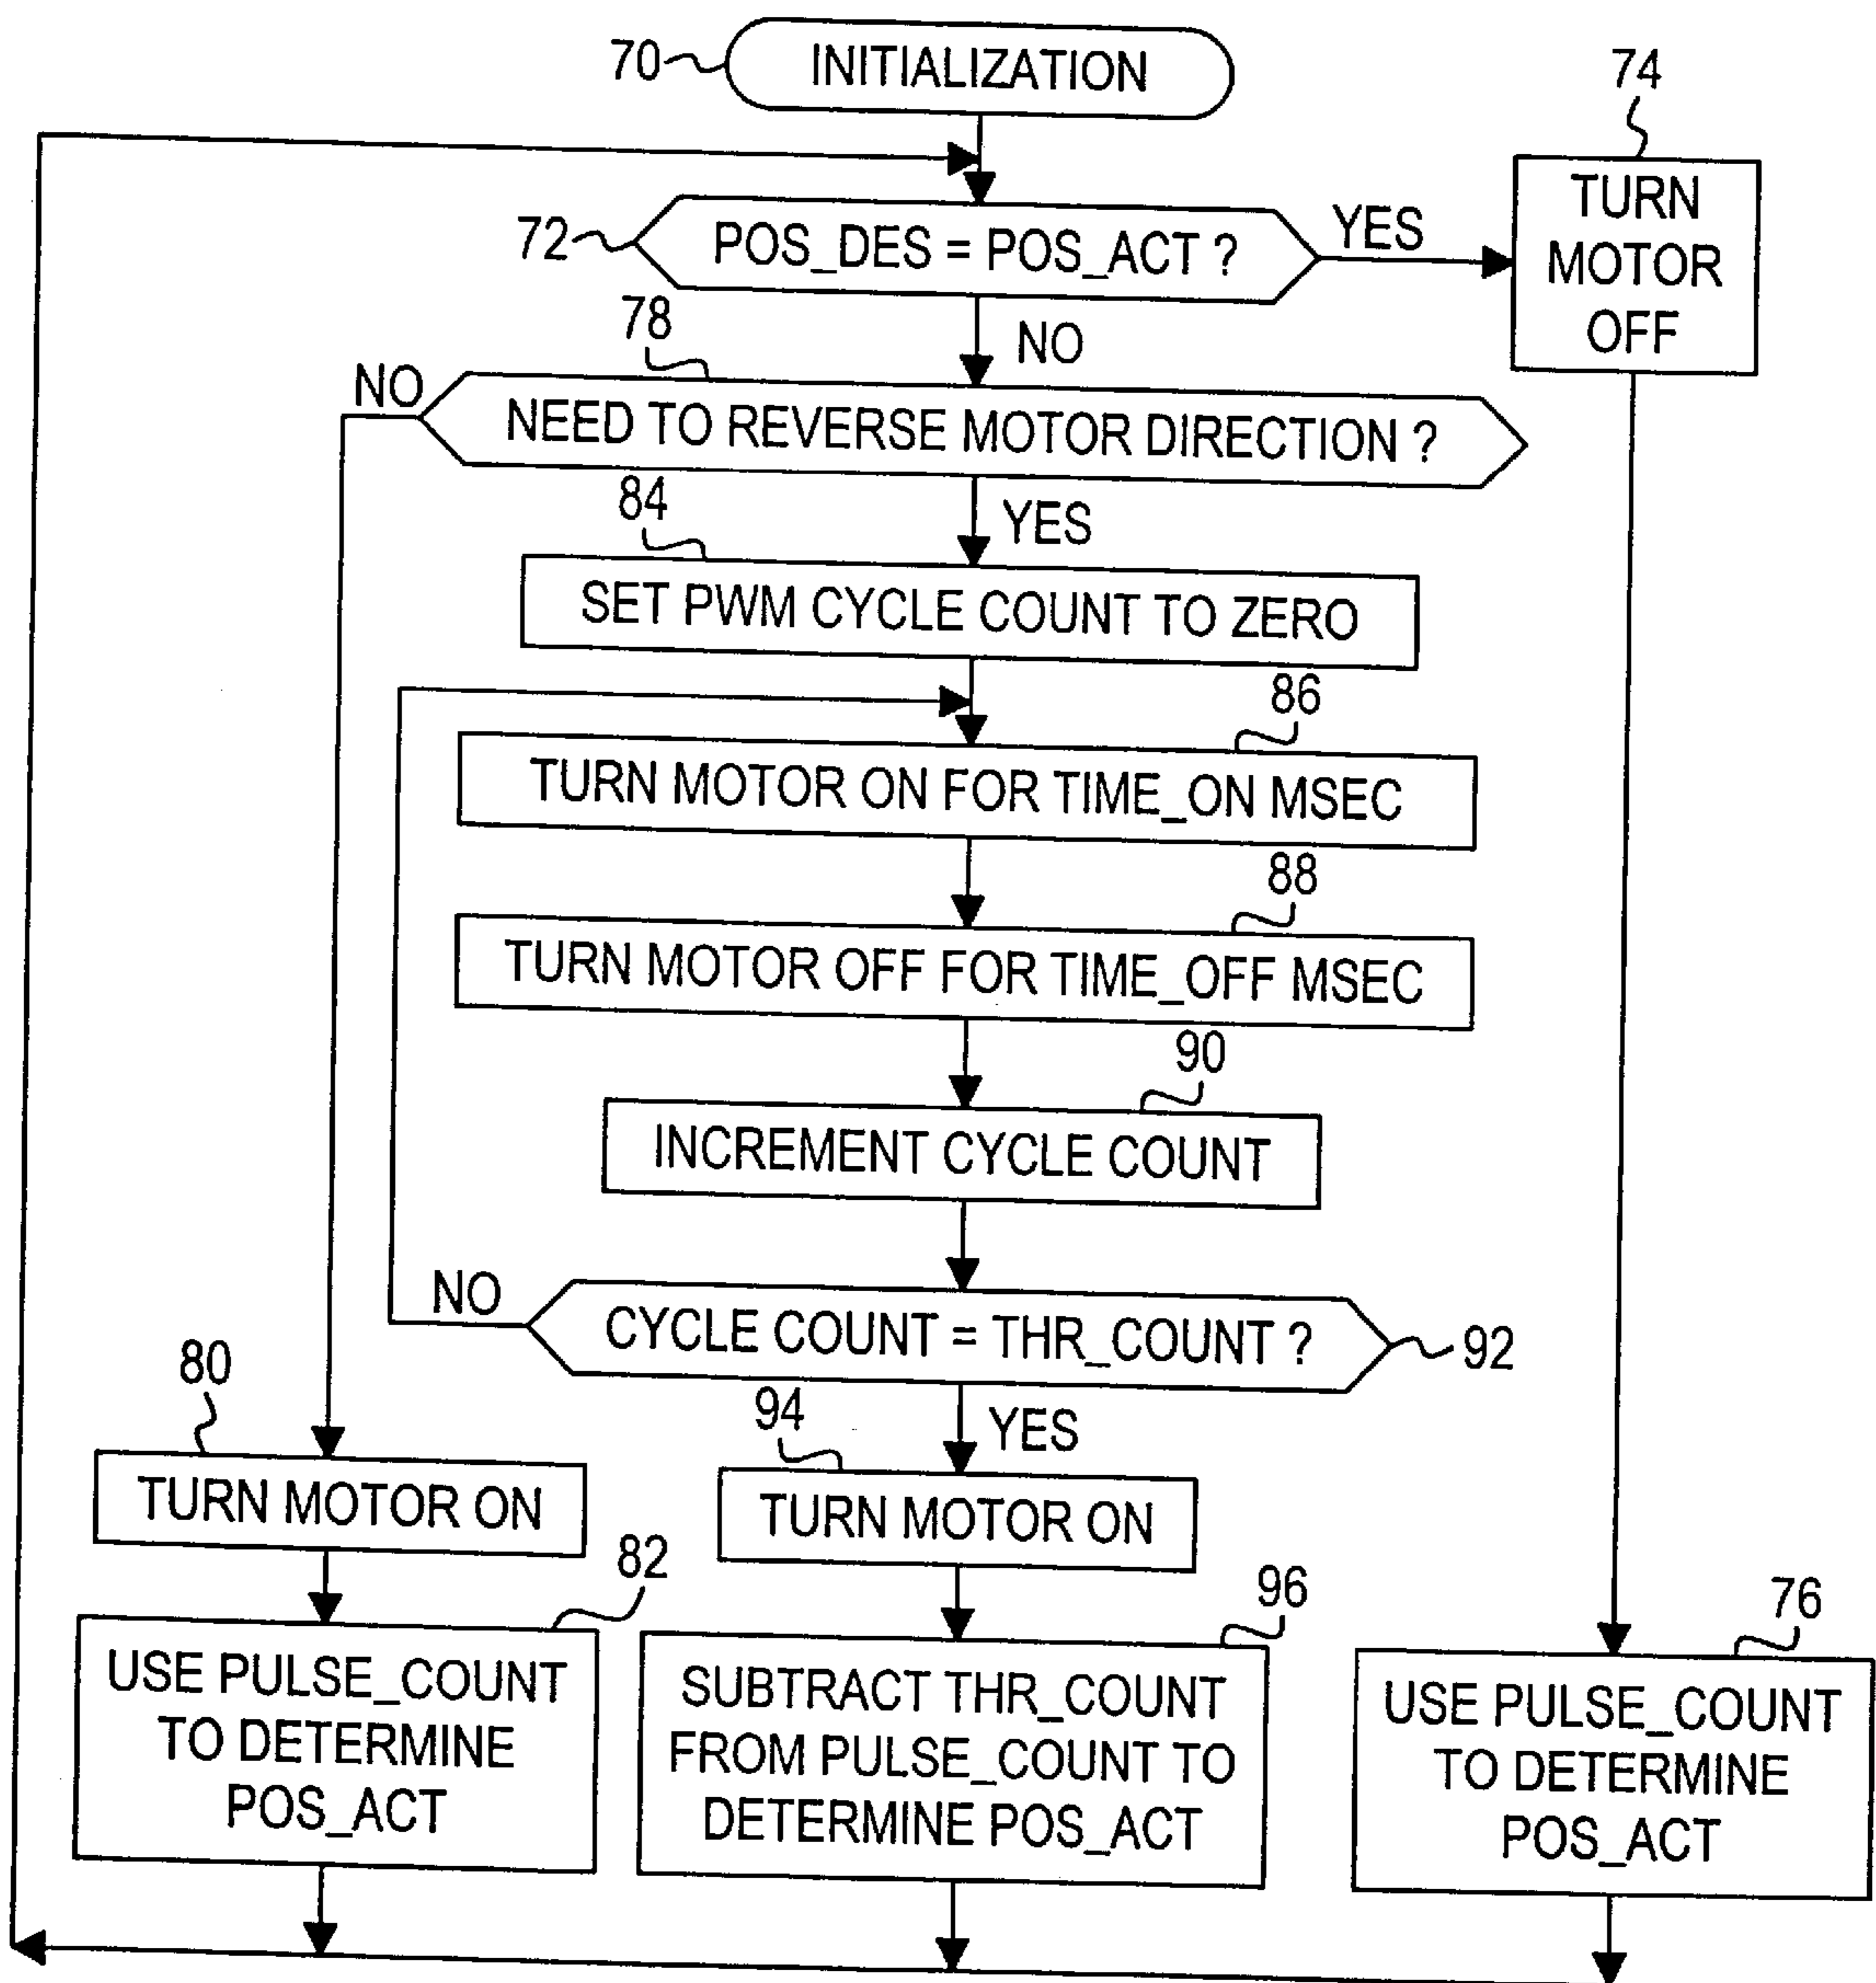 70
INITIALIZATION
74
TURN
MOTOR
OFF
72
POS_DES = POS_ACT ?
YES
78
NO
NO
NEED TO REVERSE MOTOR DIRECTION ?
84
YES
SET PWM CYCLE COUNT TO ZERO
86
TURN MOTOR ON FOR TIME_ON MSEC
88
TURN MOTOR OFF FOR TIME_OFF MSEC
90
INCREMENT CYCLE COUNT
NO
CYCLE COUNT = THR_COUNT ?
92
80
94
YES
TURN MOTOR ON
TURN MOTOR ON
82
96
76
USE PULSE_COUNT
TO DETERMINE
POS_ACT
SUBTRACT THR_COUNT
FROM PULSE_COUNT TO
DETERMINE POS_ACT
USE PULSE_COUNT
TO DETERMINE
POS_ACT